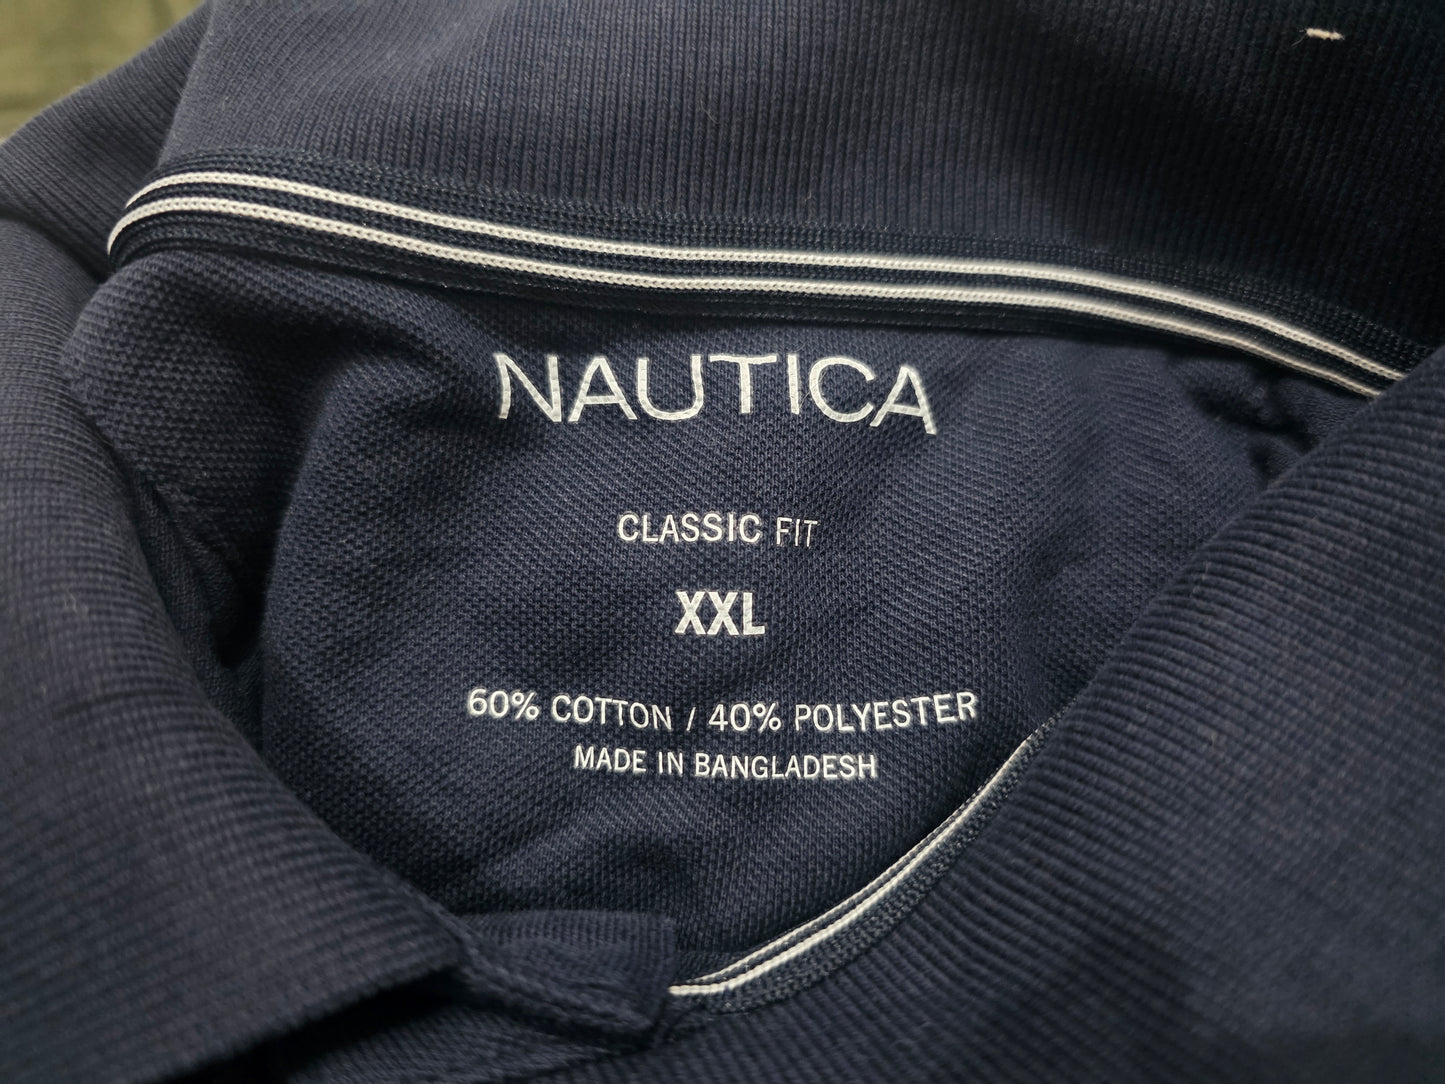 NAUTICA
CLASSIC FIT
XXL
60% COTTON / 40% POLYESTER
MADE IN BANGLADESH